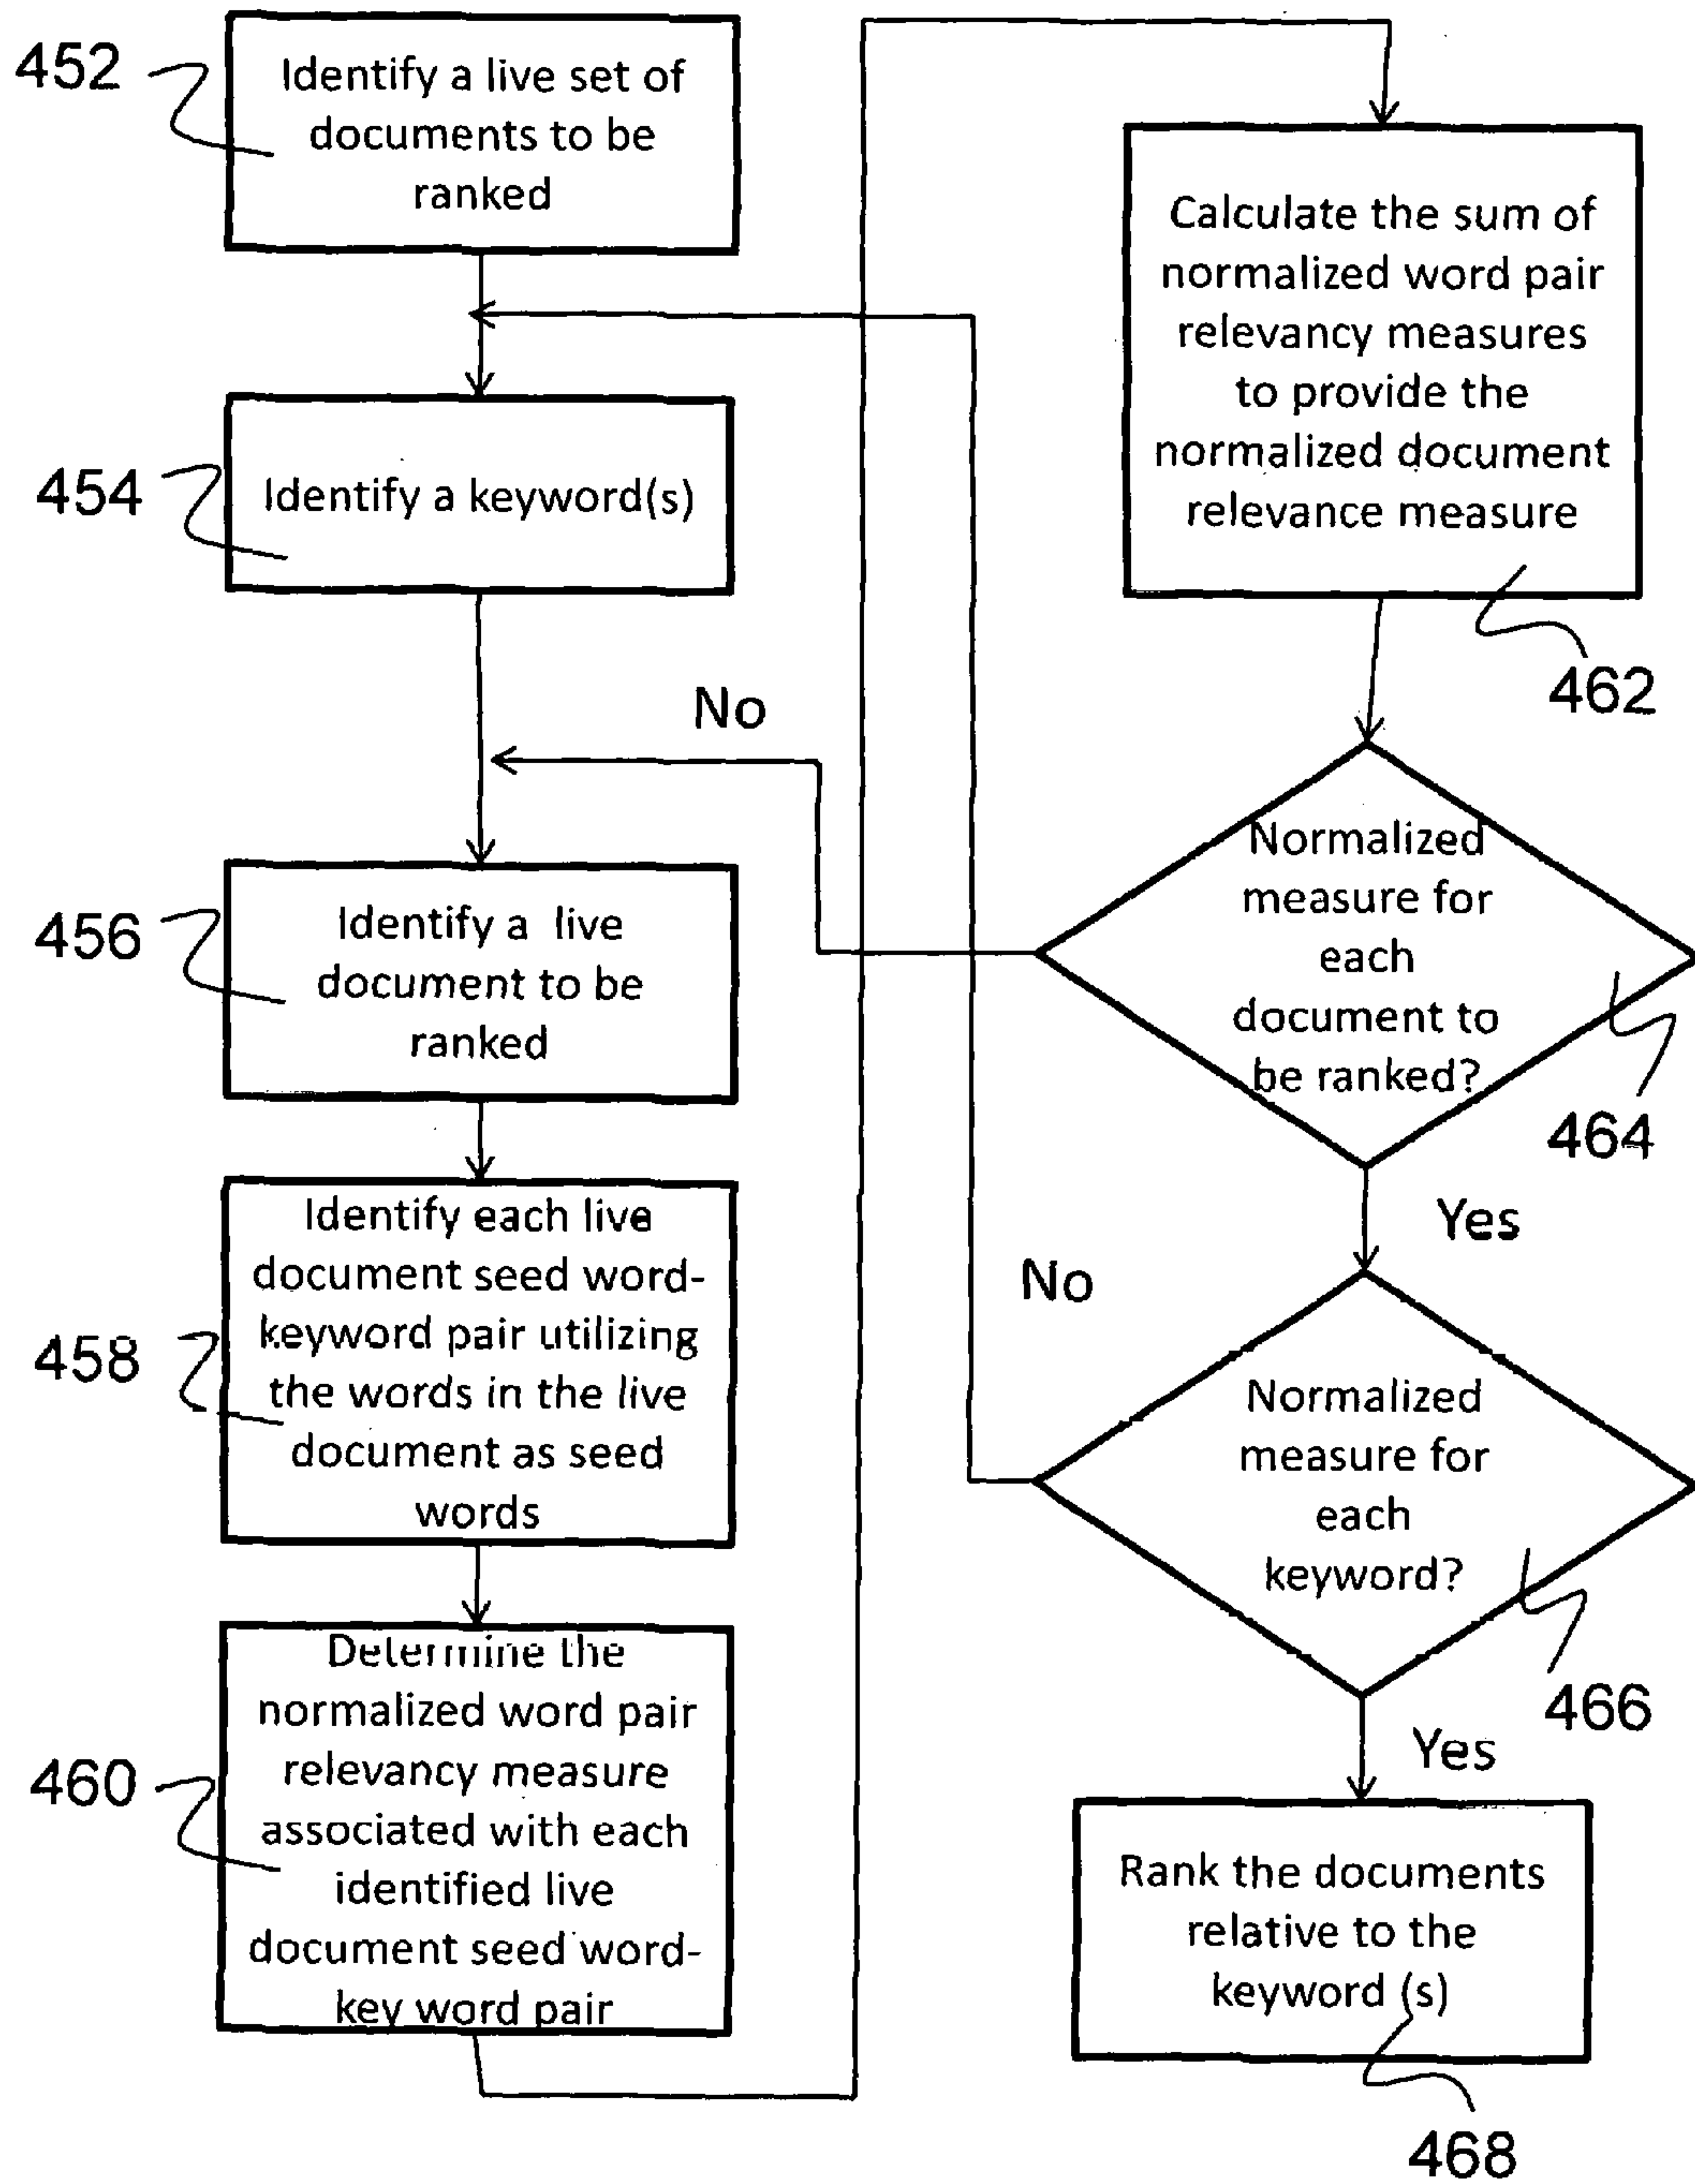 452
Identify a live set of
documents to be
ranked
454
Identify a keyword(s)
No
456
Identify a live
document to be
ranked
458
Identify each live
document seed word-
keyword pair utilizing
the words in the live
document as seed
words
460
Determine the
normalized word pair
relevancy measure
associated with each
identified live
document seed word-
key word pair
Calculate the sum of
normalized word pair
relevancy measures
to provide the
normalized document
relevance measure
462
Normalized
measure for
each
document to
be ranked?
464
Yes
No
Normalized
measure for
each
keyword?
466
Yes
Rank the documents
relative to the
keyword (s)
468